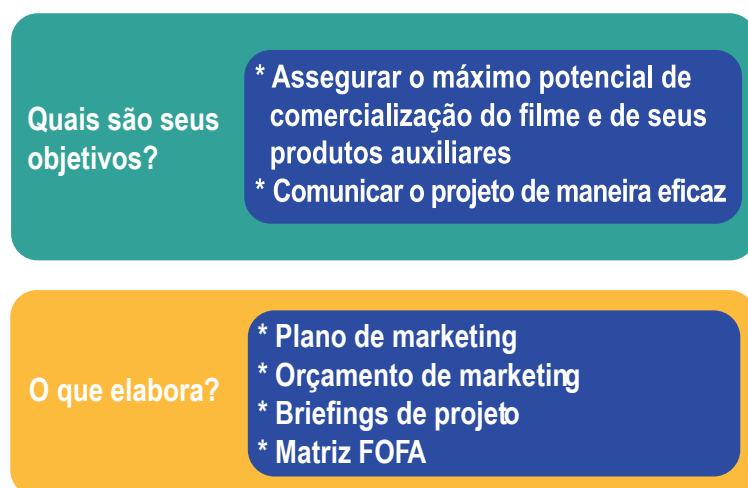 Quais são seus
objetivos?
* Assegurar o máximo potencial de
comercialização do filme e de seus
produtos auxiliares
* Comunicar o projeto de maneira eficaz
O que elabora?
* Plano de marketing
* Orçamento de marketing
* Briefings de projeto
* Matriz FOFA